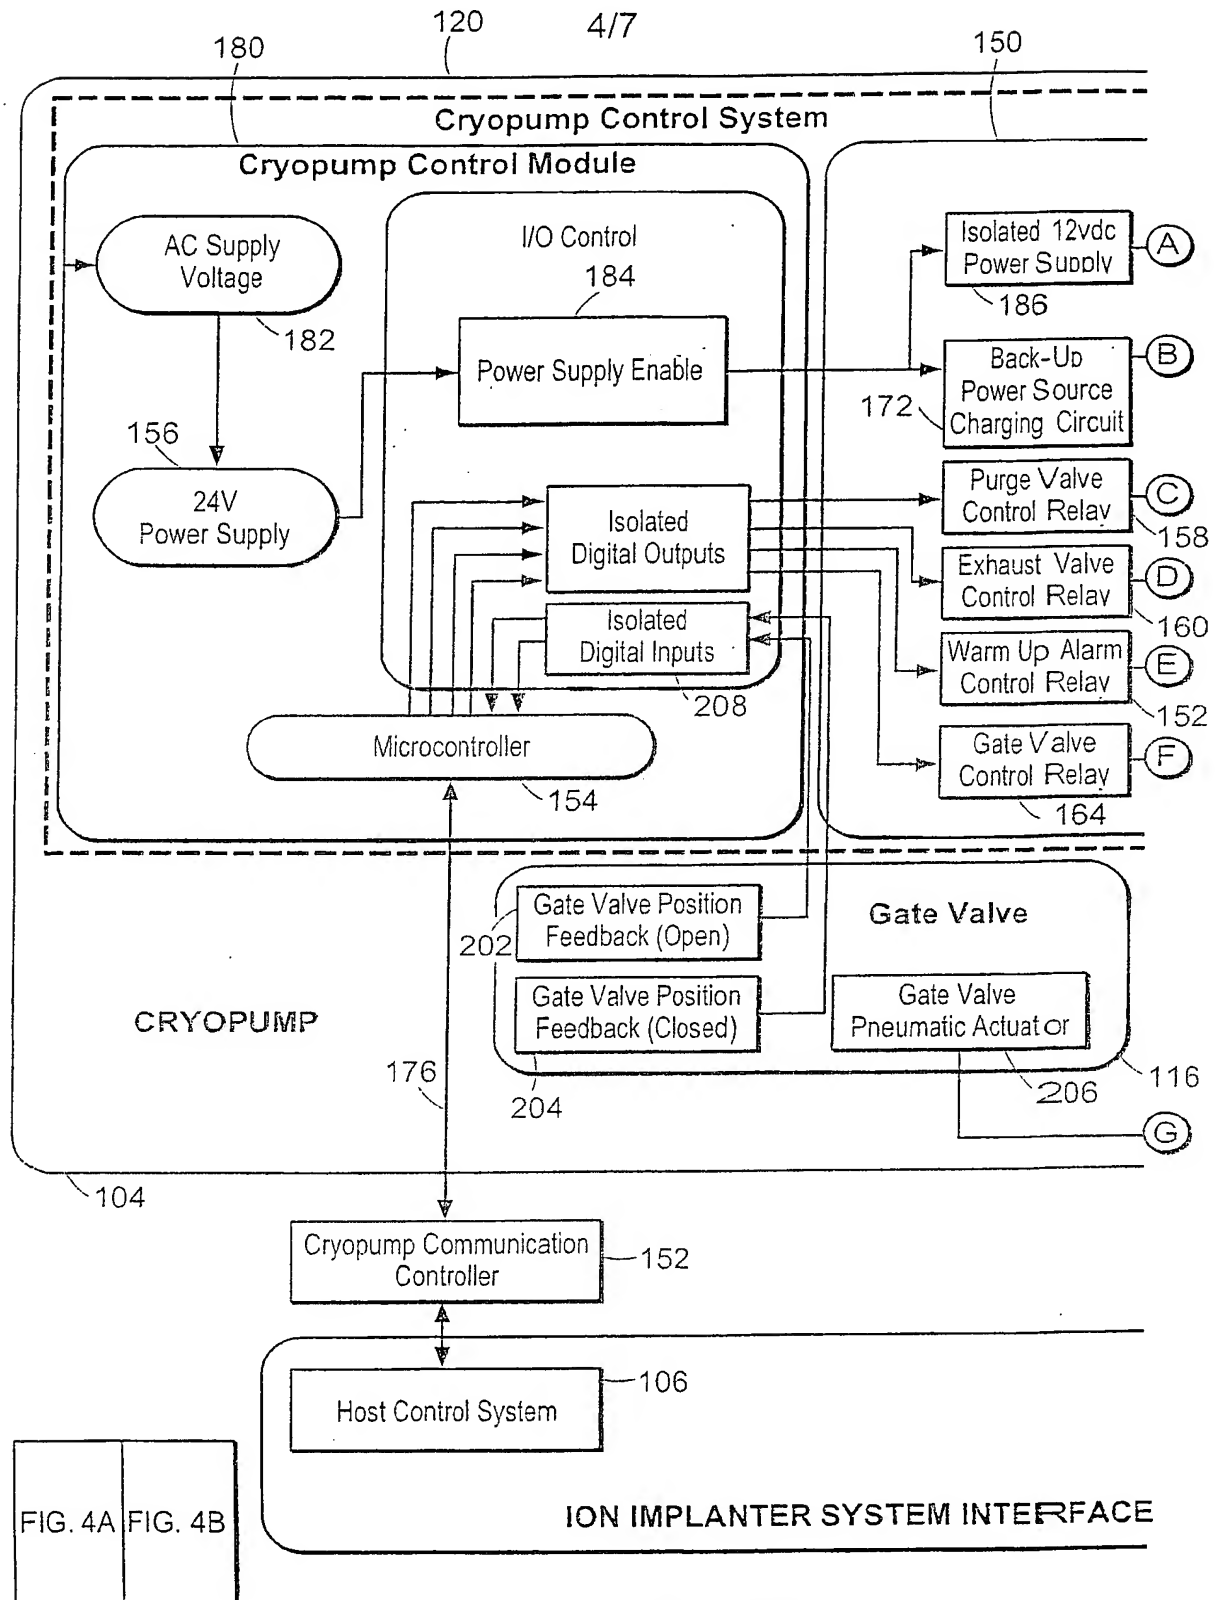 120
4/7
180
150
Cryopump Control System
Cryopump Control Module
AC Supply
Voltage
182
I/O Control
184
Isolated 12vdc
Power Supply
186
A
Power Supply Enable
Back-Up
Power Source
Charging Circuit
172
B
156
24V
Power Supply
Isolated
Digital Outputs
Purge Valve
Control Relay
158
C
Exhaust Valve
Control Relay
160
D
Isolated
Digital Inputs
208
Warm Up Alarm
Control Relay
152
E
Microcontroller
154
Gate Valve
Control Relay
164
F
Gate Valve Position
Feedback (Open)
202
Gate Valve
Gate Valve Position
Feedback (Closed)
204
Gate Valve
Pneumatic Actuator
206
116
CRYOPUMP
176
G
104
Cryopump Communication
Controller
152
106
Host Control System
ION IMPLANTER SYSTEM INTERFACE
FIG. 4A
FIG. 4B